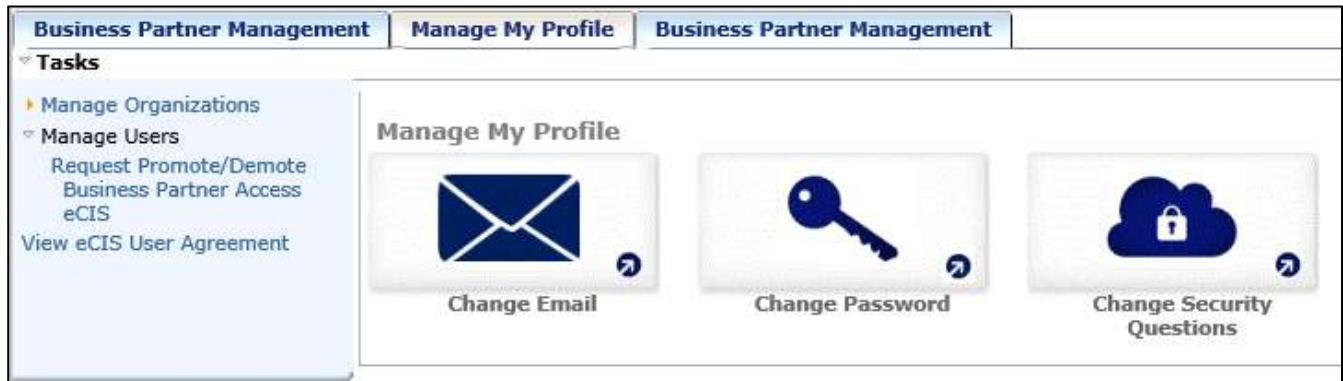 Business Partner Management
Manage My Profile
Business Partner Management
Tasks
Manage Organizations
Manage Users
Request Promote/Demote
Business Partner Access
eCIS
View eCIS User Agreement
Manage My Profile
Change Email
Change Password
Change Security
Questions